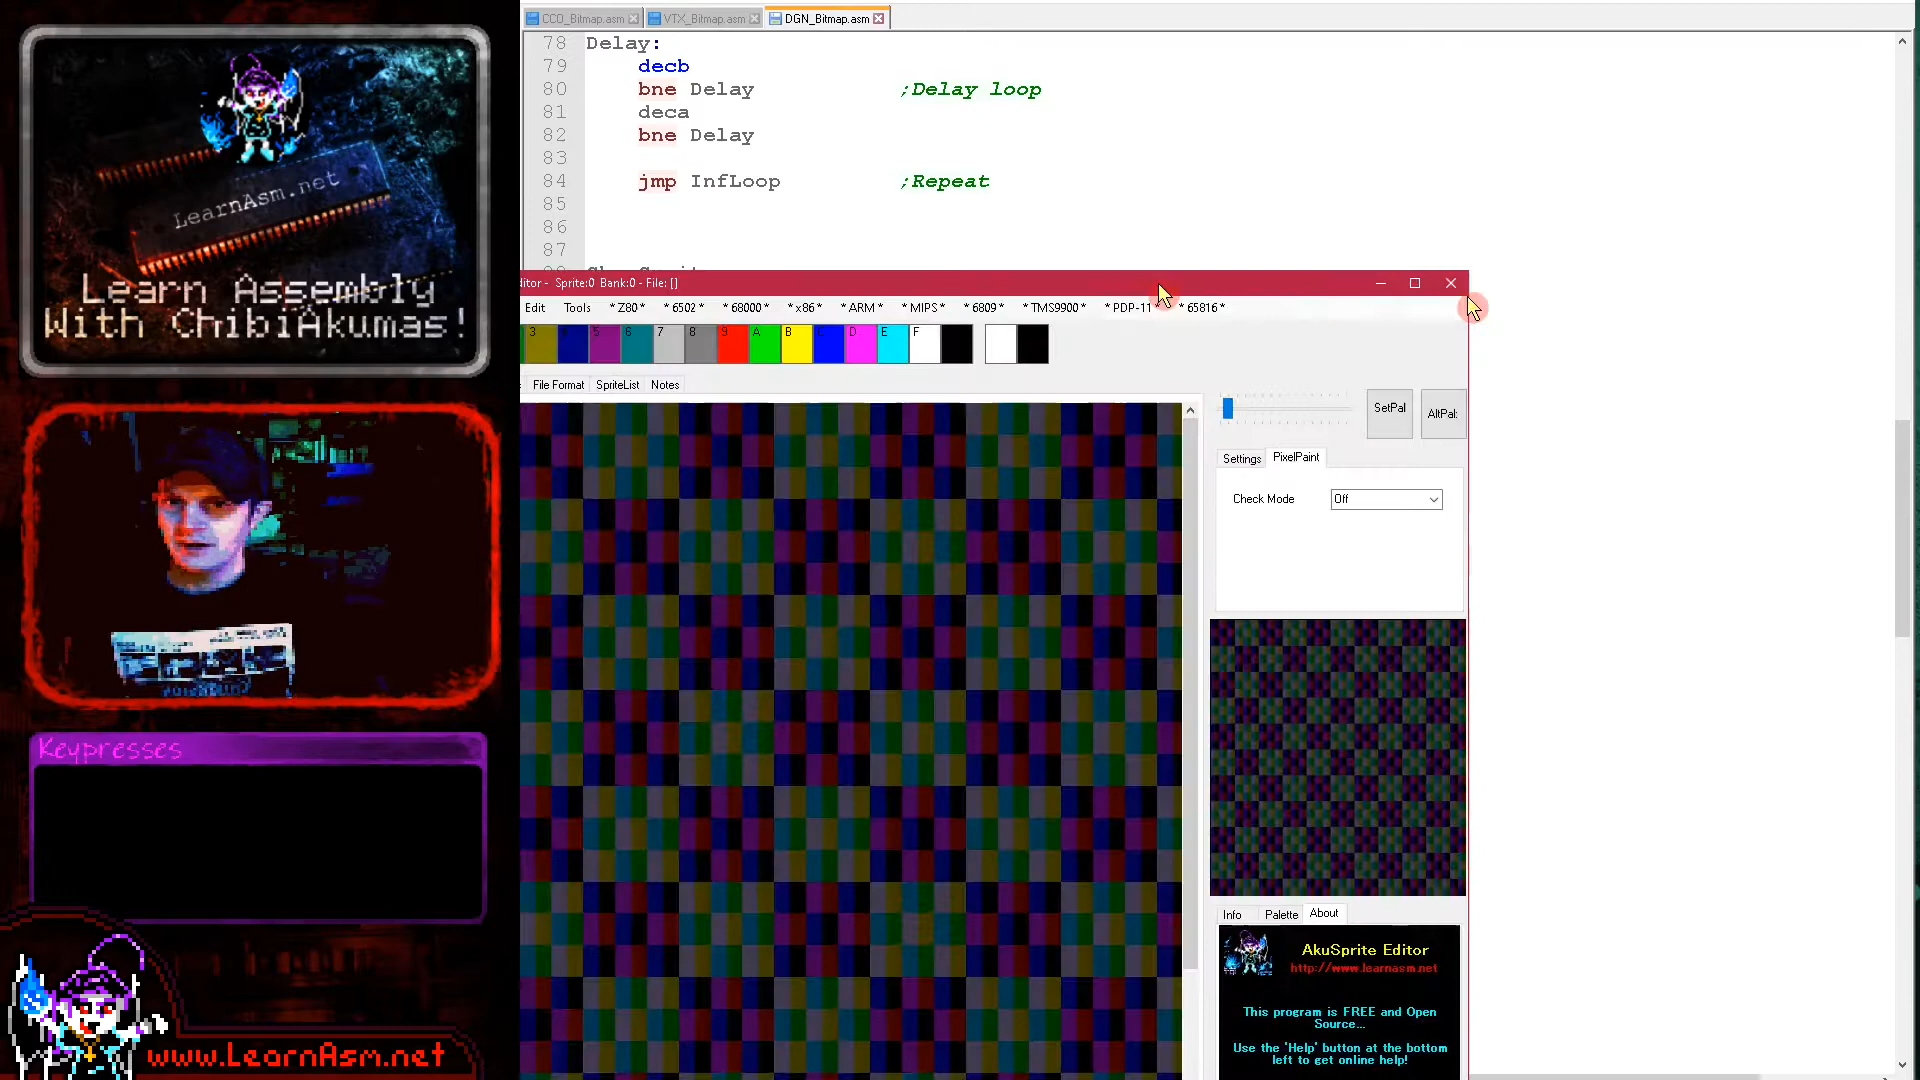 CCO_Bitmap.asm
VTX_Bitmap.asm
DGN_Bitmap.asm
78 Delay:
79 decb
80 bne Delay ;Delay loop
81 deca
82 bne Delay
83
84 jmp InfLoop ;Repeat
85
86
87
LearnAsm.net
Learn Assembly
With ChibiAkumas!
Keypresses
www.LearnAsm.net
ditor - Sprite:0 Bank:0 - File: []
Edit Tools *Z80* *6502* *68000* *x86* *ARM* *MIPS* *6809* *TMS9900* *PDP-11* *65816*
3 5 6 7 8 9 A B C D E F
File Format SpriteList Notes
SetPal
AltPal:
Settings PixelPaint
Check Mode Off
Info Palette About
AkuSprite Editor
http://www.learnasm.net
This program is FREE and Open
Source...
Use the 'Help' button at the bottom
left to get online help!